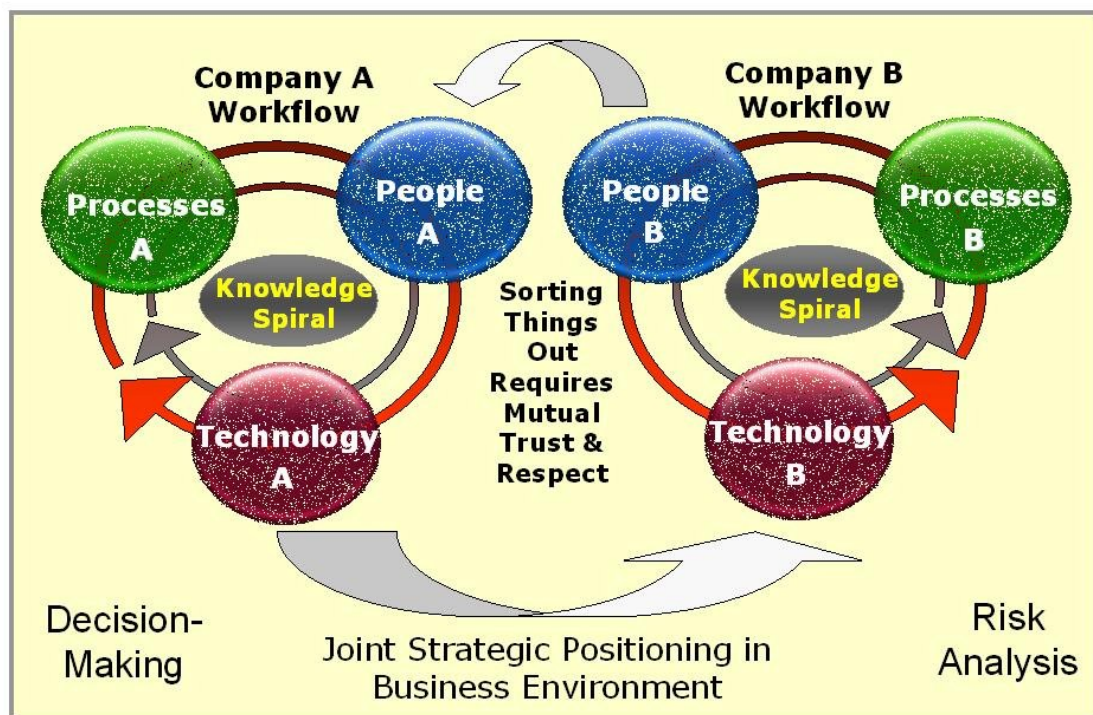 Company A
Workflow
Company B
Workflow
Processes
A
People
A
People
B
Processes
B
Knowledge
Spiral
Sorting
Things
Out
Requires
Mutual
Trust &
Respect
Knowledge
Spiral
Technology
A
Technology
B
Decision-
Making
Joint Strategic Positioning in
Business Environment
Risk
Analysis